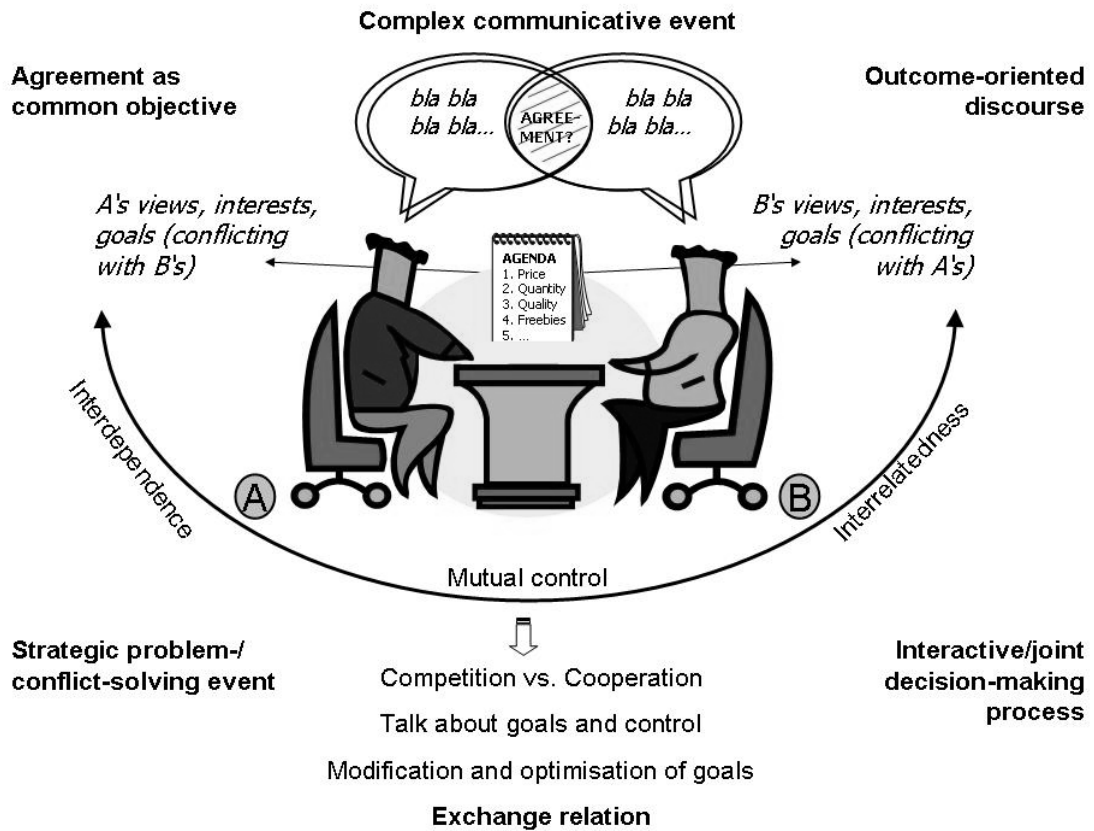 Complex communicative event
Agreement as
common objective
Outcome-oriented
discourse
bla bla
bla bla...
AGREE-
MENT?
bla bla
bla bla...
A's views, interests,
goals (conflicting
with B's)
B's views, interests,
goals (conflicting
with A's)
AGENDA
1. Price
2. Quantity
3. Quality
4. Freebies
5. ...
Interdependence
A
B
Interrelatedness
Mutual control
Strategic problem-/
conflict-solving event
Interactive/joint
decision-making
process
Competition vs. Cooperation
Talk about goals and control
Modification and optimisation of goals
Exchange relation